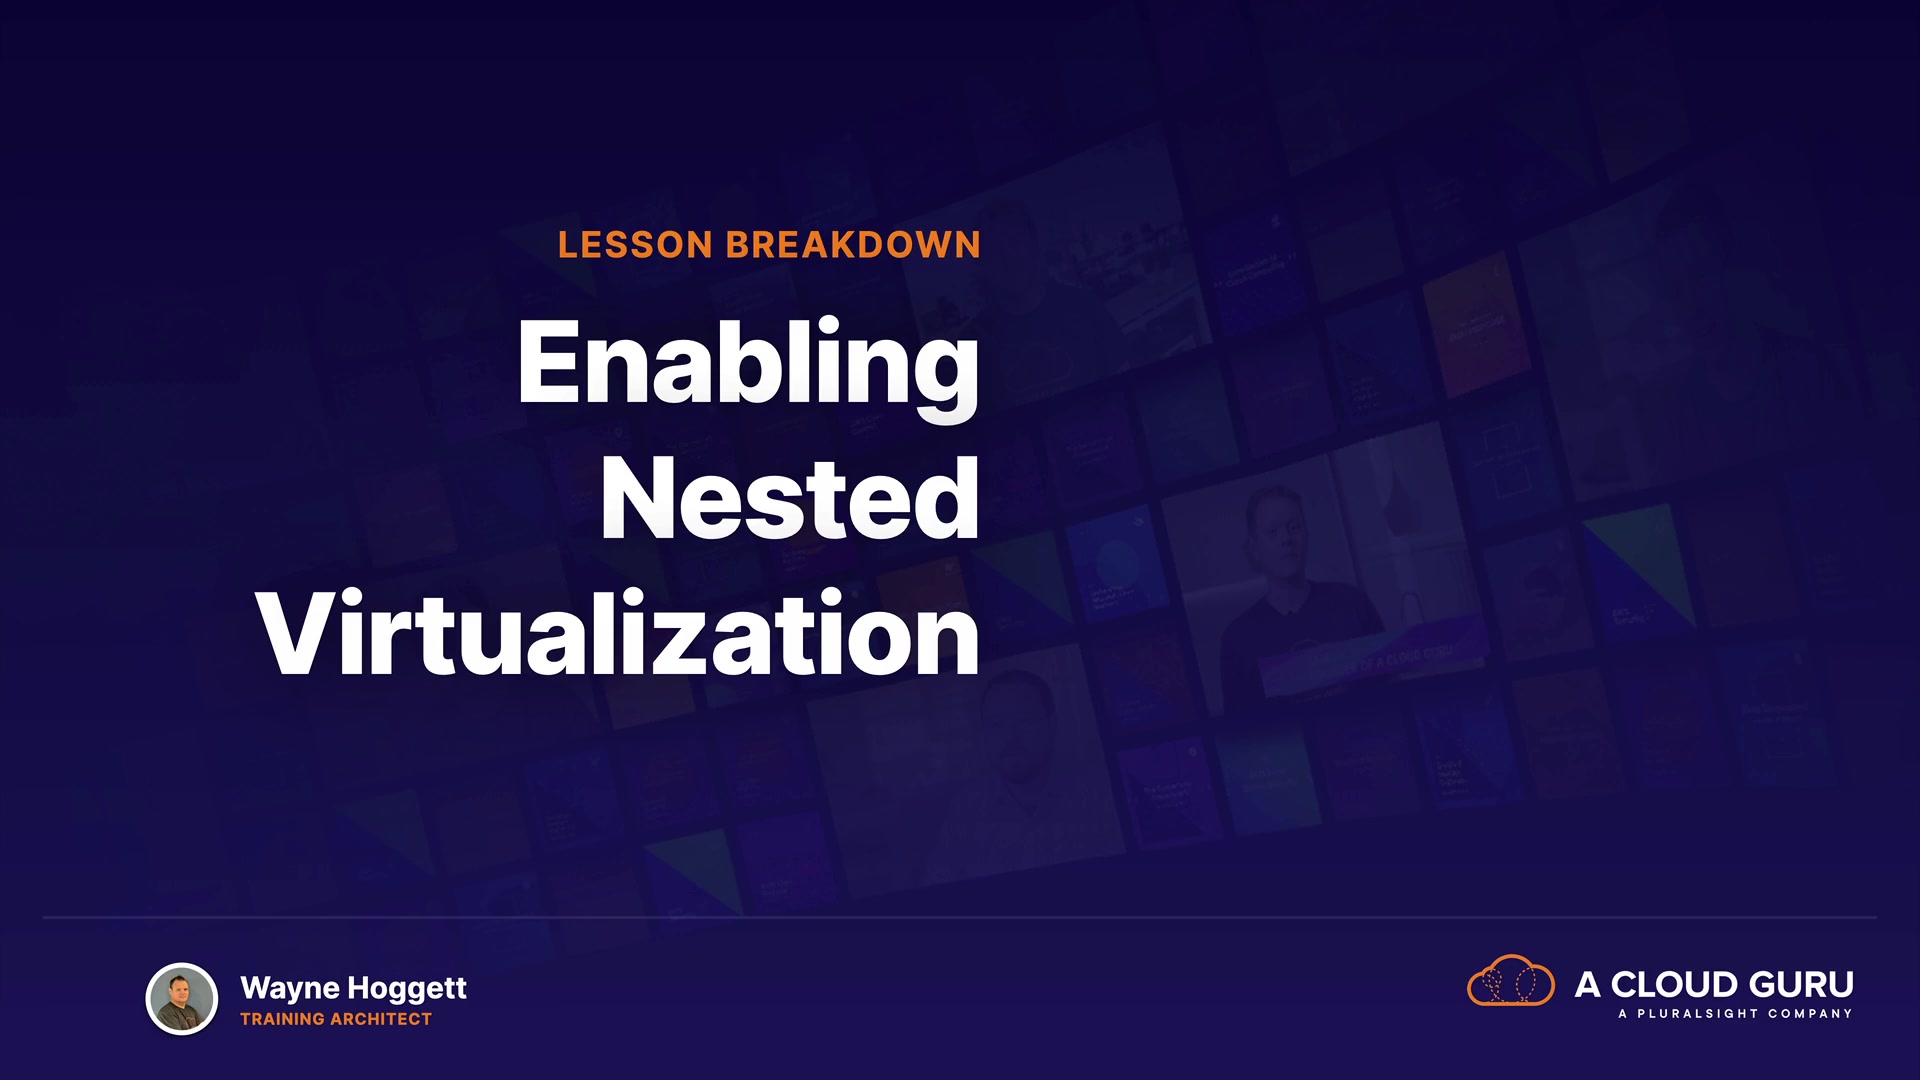 LESSON BREAKDOWN
Enabling
Nested
Virtualization
Wayne Hoggett
TRAINING ARCHITECT
A CLOUD GURU
A PLURALSIGHT COMPANY